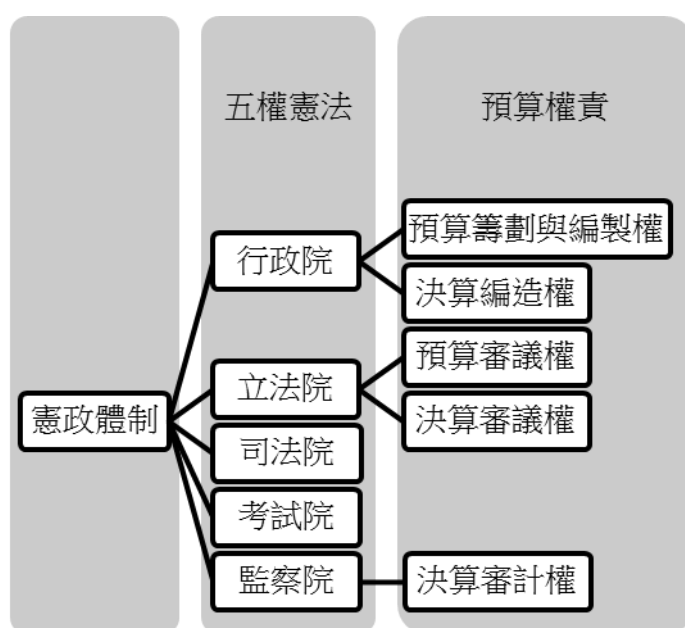 五權憲法
預算權責
憲政體制
行政院
預算籌劃與編製權
決算編造權
立法院
預算審議權
決算審議權
司法院
考試院
監察院
決算審計權